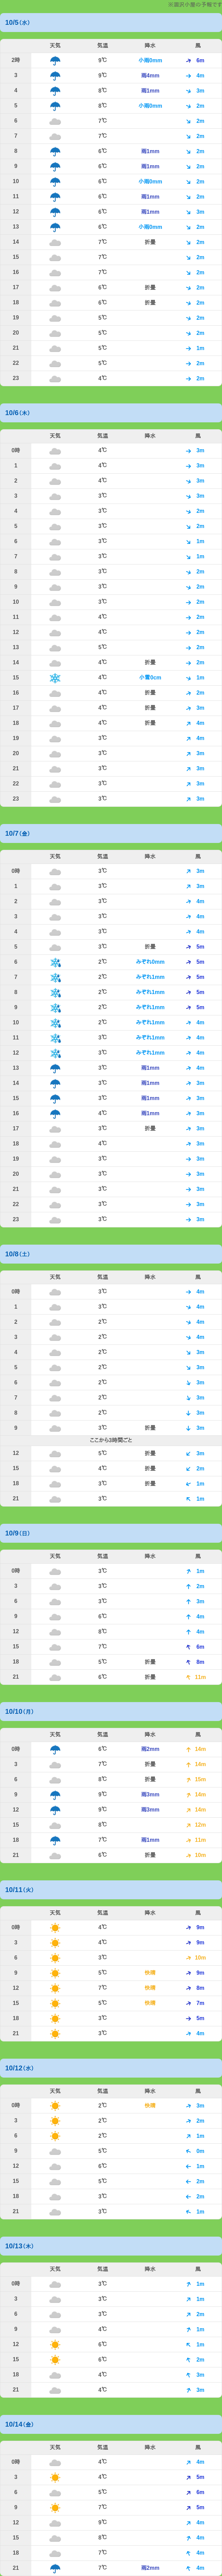 ※箇所小量の予報です
10/5（水）
天気 気温 降水 風
2時 9℃ 小雨0mm 6m
3 9℃ 雨4mm 4m
4 8℃ 雨1mm 3m
5 8℃ 小雨0mm 2m
6 7℃ 2m
7 7℃ 2m
8 6℃ 雨1mm 2m
9 6℃ 雨1mm 2m
10 6℃ 小雨0mm 2m
11 6℃ 雨1mm 2m
12 6℃ 雨1mm 3m
13 6℃ 小雨0mm 2m
14 7℃ 折曇 2m
15 7℃ 2m
16 7℃ 2m
17 6℃ 折曇 2m
18 6℃ 折曇 2m
19 5℃ 2m
20 5℃ 2m
21 5℃ 1m
22 5℃ 2m
23 4℃ 2m
10/6（木）
天気 気温 降水 風
0時 4℃ 3m
1 4℃ 3m
2 4℃ 3m
3 3℃ 3m
4 3℃ 2m
5 3℃ 2m
6 3℃ 1m
7 3℃ 1m
8 3℃ 2m
9 3℃ 2m
10 3℃ 2m
11 4℃ 2m
12 4℃ 2m
13 5℃ 2m
14 4℃ 折曇 2m
15 4℃ 小雪0cm 1m
16 4℃ 折曇 2m
17 4℃ 折曇 3m
18 4℃ 折曇 4m
19 3℃ 4m
20 3℃ 3m
21 3℃ 3m
22 3℃ 3m
23 3℃ 3m
10/7（金）
天気 気温 降水 風
0時 3℃ 3m
1 3℃ 3m
2 3℃ 4m
3 3℃ 4m
4 3℃ 4m
5 3℃ 折曇 5m
6 2℃ みぞれ0mm 5m
7 2℃ みぞれ1mm 5m
8 2℃ みぞれ1mm 5m
9 2℃ みぞれ1mm 5m
10 2℃ みぞれ1mm 4m
11 3℃ みぞれ1mm 4m
12 3℃ みぞれ1mm 4m
13 3℃ 雨1mm 4m
14 3℃ 雨1mm 3m
15 3℃ 雨1mm 3m
16 4℃ 雨1mm 3m
17 3℃ 折曇 3m
18 4℃ 3m
19 3℃ 3m
20 3℃ 3m
21 3℃ 3m
22 3℃ 3m
23 3℃ 3m
10/8（土）
天気 気温 降水 風
0時 3℃ 4m
1 3℃ 4m
2 3℃ 4m
3 2℃ 4m
4 2℃ 3m
5 2℃ 3m
6 2℃ 3m
7 2℃ 3m
8 2℃ 3m
9 3℃ 折曇 3m
ここから3時間ごと
12 5℃ 折曇 3m
15 4℃ 折曇 2m
18 3℃ 折曇 1m
21 3℃ 1m
10/9（日）
天気 気温 降水 風
0時 3℃ 1m
3 3℃ 2m
6 3℃ 3m
9 6℃ 4m
12 8℃ 4m
15 7℃ 6m
18 5℃ 折曇 8m
21 6℃ 折曇 11m
10/10（月）
天気 気温 降水 風
0時 6℃ 雨2mm 14m
3 7℃ 折曇 14m
6 8℃ 折曇 15m
9 9℃ 雨3mm 14m
12 9℃ 雨3mm 14m
15 8℃ 12m
18 7℃ 雨1mm 11m
21 6℃ 折曇 10m
10/11（火）
天気 気温 降水 風
0時 4℃ 9m
3 4℃ 9m
6 3℃ 10m
9 5℃ 快晴 9m
12 7℃ 快晴 8m
15 5℃ 快晴 7m
18 3℃ 5m
21 3℃ 4m
10/12（水）
天気 気温 降水 風
0時 2℃ 快晴 3m
3 2℃ 2m
6 2℃ 1m
9 5℃ 0m
12 6℃ 1m
15 5℃ 2m
18 3℃ 2m
21 3℃ 1m
10/13（木）
天気 気温 降水 風
0時 3℃ 1m
3 3℃ 1m
6 3℃ 2m
9 4℃ 1m
12 6℃ 1m
15 6℃ 2m
18 4℃ 3m
21 4℃ 3m
10/14（金）
天気 気温 降水 風
0時 4℃ 4m
3 4℃ 5m
6 5℃ 6m
9 7℃ 5m
12 9℃ 4m
15 8℃ 4m
18 7℃ 4m
21 7℃ 雨2mm 4m